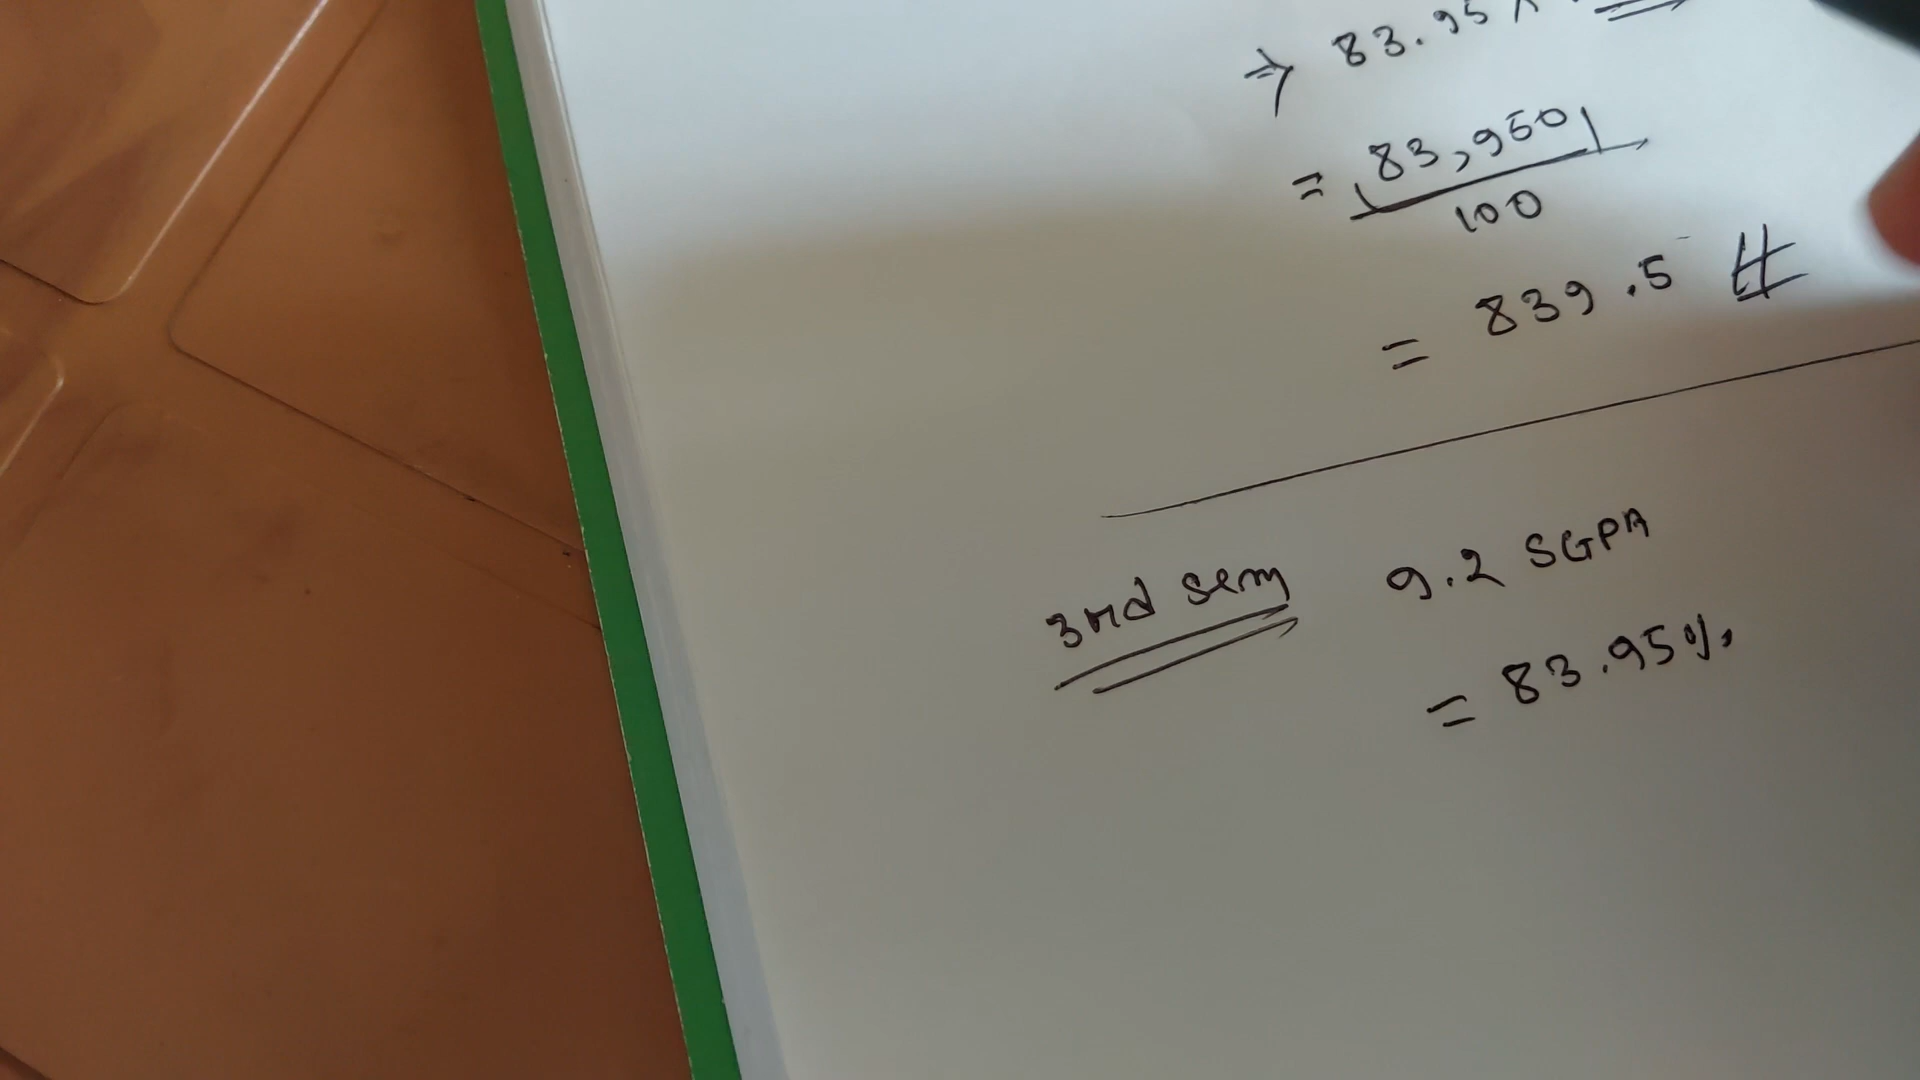 ⇒ 83.95 ×
= 83,950
100
= 839.5 #
3rd sem 9.2 SGPA
= 83.95%